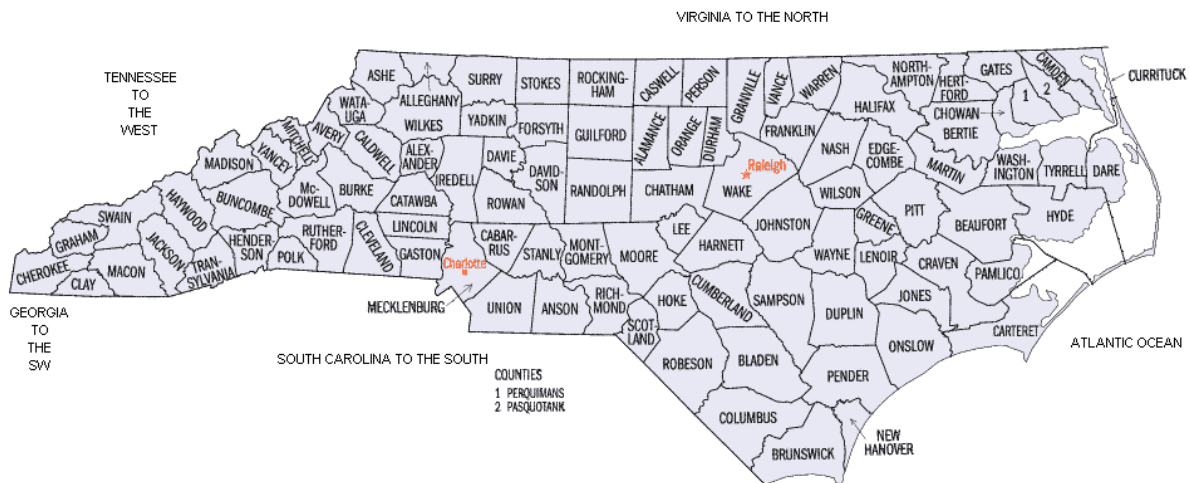 VIRGINIA TO THE NORTH
TENNESSEE
TO
THE
WEST
GEORGIA
TO
THE
SW
SOUTH CAROLINA TO THE SOUTH
ATLANTIC OCEAN
ASHE
ALLEGHANY
SURRY
STOKES
ROCKING-
HAM
CASWELL
PERSON
GRANVILLE
VANCE
WARREN
NORTH-
AMPTON
HERT-
FORD
GATES
CAMDEN
CURRITUCK
1
2
WATA-
UGA
WILKES
YADKIN
FORSYTH
GUILFORD
ALAMANCE
ORANGE
DURHAM
FRANKLIN
HALIFAX
CHOWAN
BERTIE
MITCHELL
AVERY
CALDWELL
ALEX-
ANDER
IREDELL
DAVIE
DAVID-
SON
RANDOLPH
CHATHAM
Raleigh
WAKE
NASH
EDGE-
COMBE
MARTIN
WASH-
INGTON
TYRRELL
DARE
MADISON
YANCEY
Mc-
DOWELL
BURKE
CATAWBA
ROWAN
WILSON
PITT
BEAUFORT
HYDE
SWAIN
HAYWOOD
BUNCOMBE
RUTHER-
FORD
CLEVELAND
LINCOLN
GASTON
CABAR-
RUS
STANLY
MONT-
GOMERY
MOORE
LEE
HARNETT
JOHNSTON
WAYNE
GREENE
LENOIR
CRAVEN
PAMLICO
GRAHAM
CHEROKEE
CLAY
MACON
JACKSON
TRAN-
SYLVANIA
HENDER-
SON
POLK
Charlotte
MECKLENBURG
UNION
ANSON
RICH-
MOND
SCOT-
LAND
HOKE
CUMBERLAND
SAMPSON
DUPLIN
JONES
CARTERET
ONSLOW
ROBESON
BLADEN
PENDER
COLUMBUS
BRUNSWICK
NEW
HANOVER
COUNTIES
1 PERQUIMANS
2 PASQUOTANK